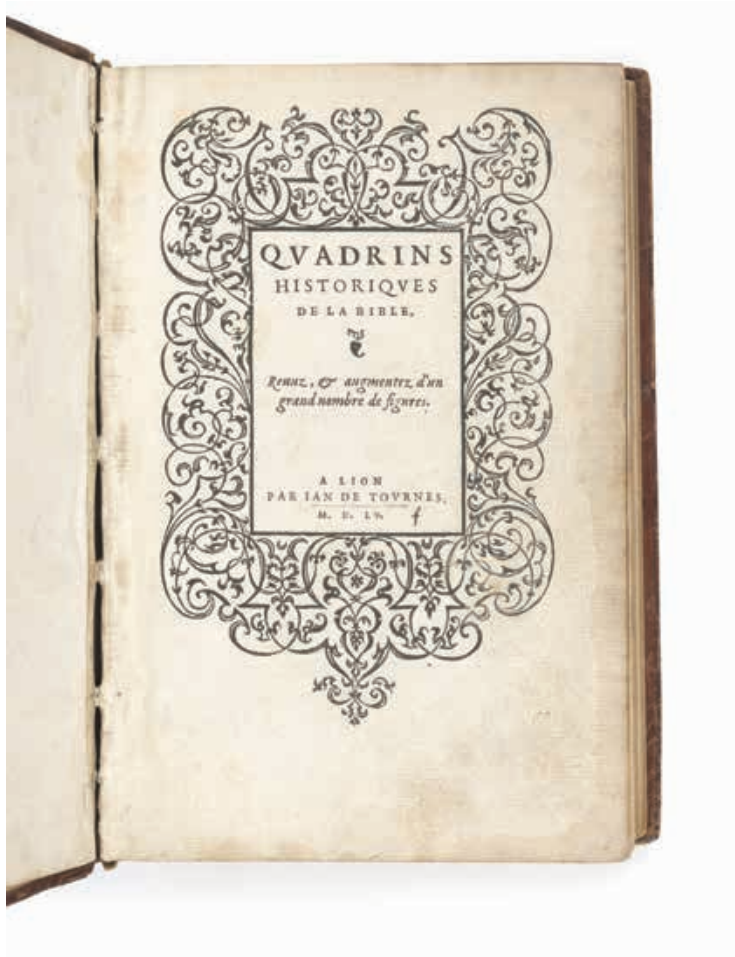 QVADRINS
HISTORIQVES
DE LA BIBLE,
Reuuz, & augmentez d'un
grand nombre de figures.
A LION
PAR IAN DE TOVRNES,
M. D. LV.